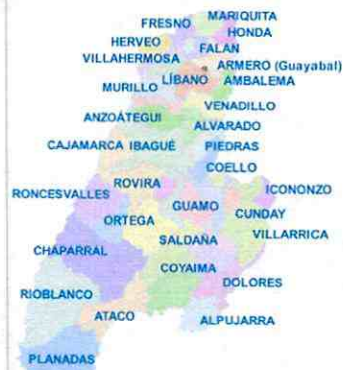 MARIQUITA
FRESNO
HONDA
HERVEO
FALAN
VILLAHERMOSA
ARMERO (Guayabal)
LÍBANO
AMBALEMA
MURILLO
VENADILLO
ANZOÁTEGUI
ALVARADO
CAJAMARCA IBAGUÉ PIEDRAS
COELLO
ROVIRA
ICONONZO
RONCESVALLES
GUAMO
CUNDAY
ORTEGA
VILLARRICA
SALDAÑA
CHAPARRAL
COYAIMA
DOLORES
RIOBLANCO
ATACO
ALPUJARRA
PLANADAS